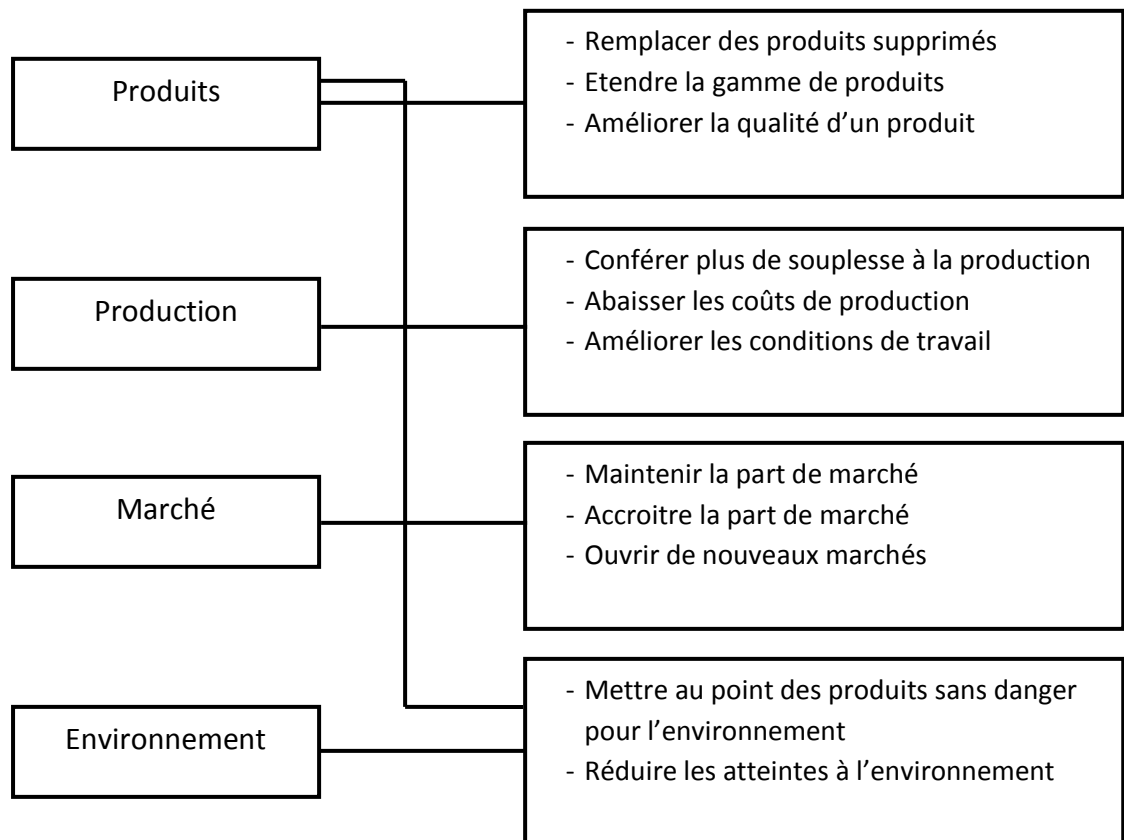 Produits
- Remplacer des produits supprimés
- Etendre la gamme de produits
- Améliorer la qualité d’un produit
Production
- Conférer plus de souplesse à la production
- Abaisser les coûts de production
- Améliorer les conditions de travail
Marché
- Maintenir la part de marché
- Accroitre la part de marché
- Ouvrir de nouveaux marchés
Environnement
- Mettre au point des produits sans danger
pour l’environnement
- Réduire les atteintes à l’environnement